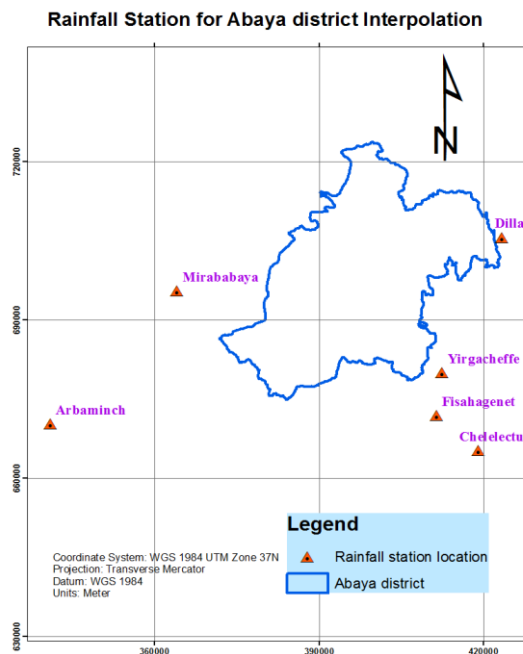 Rainfall Station for Abaya district Interpolation
N
720000
Dilla
Mirababaya
690000
Yirgacheffe
Arbaminch
Fisahagenet
Chelelectu
660000
Legend
Coordinate System: WGS 1984 UTM Zone 37N
Projection: Transverse Mercator
Datum: WGS 1984
Units: Meter
Rainfall station location
Abaya district
630000
360000
390000
420000